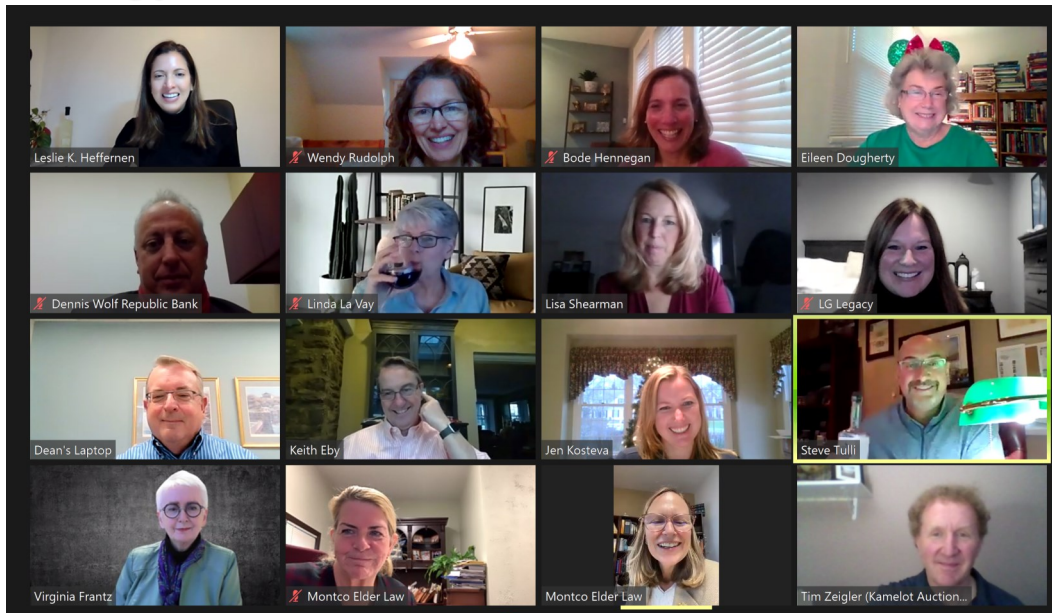 Leslie K. Heffernen
Wendy Rudolph
Bode Hennegan
Eileen Dougherty
Dennis Wolf Republic Bank
Linda La Vay
Lisa Shearman
LG Legacy
Dean's Laptop
Keith Eby
Jen Kosteva
Steve Tulli
Virginia Frantz
Montco Elder Law
Montco Elder Law
Tim Zeigler (Kamelot Auction...